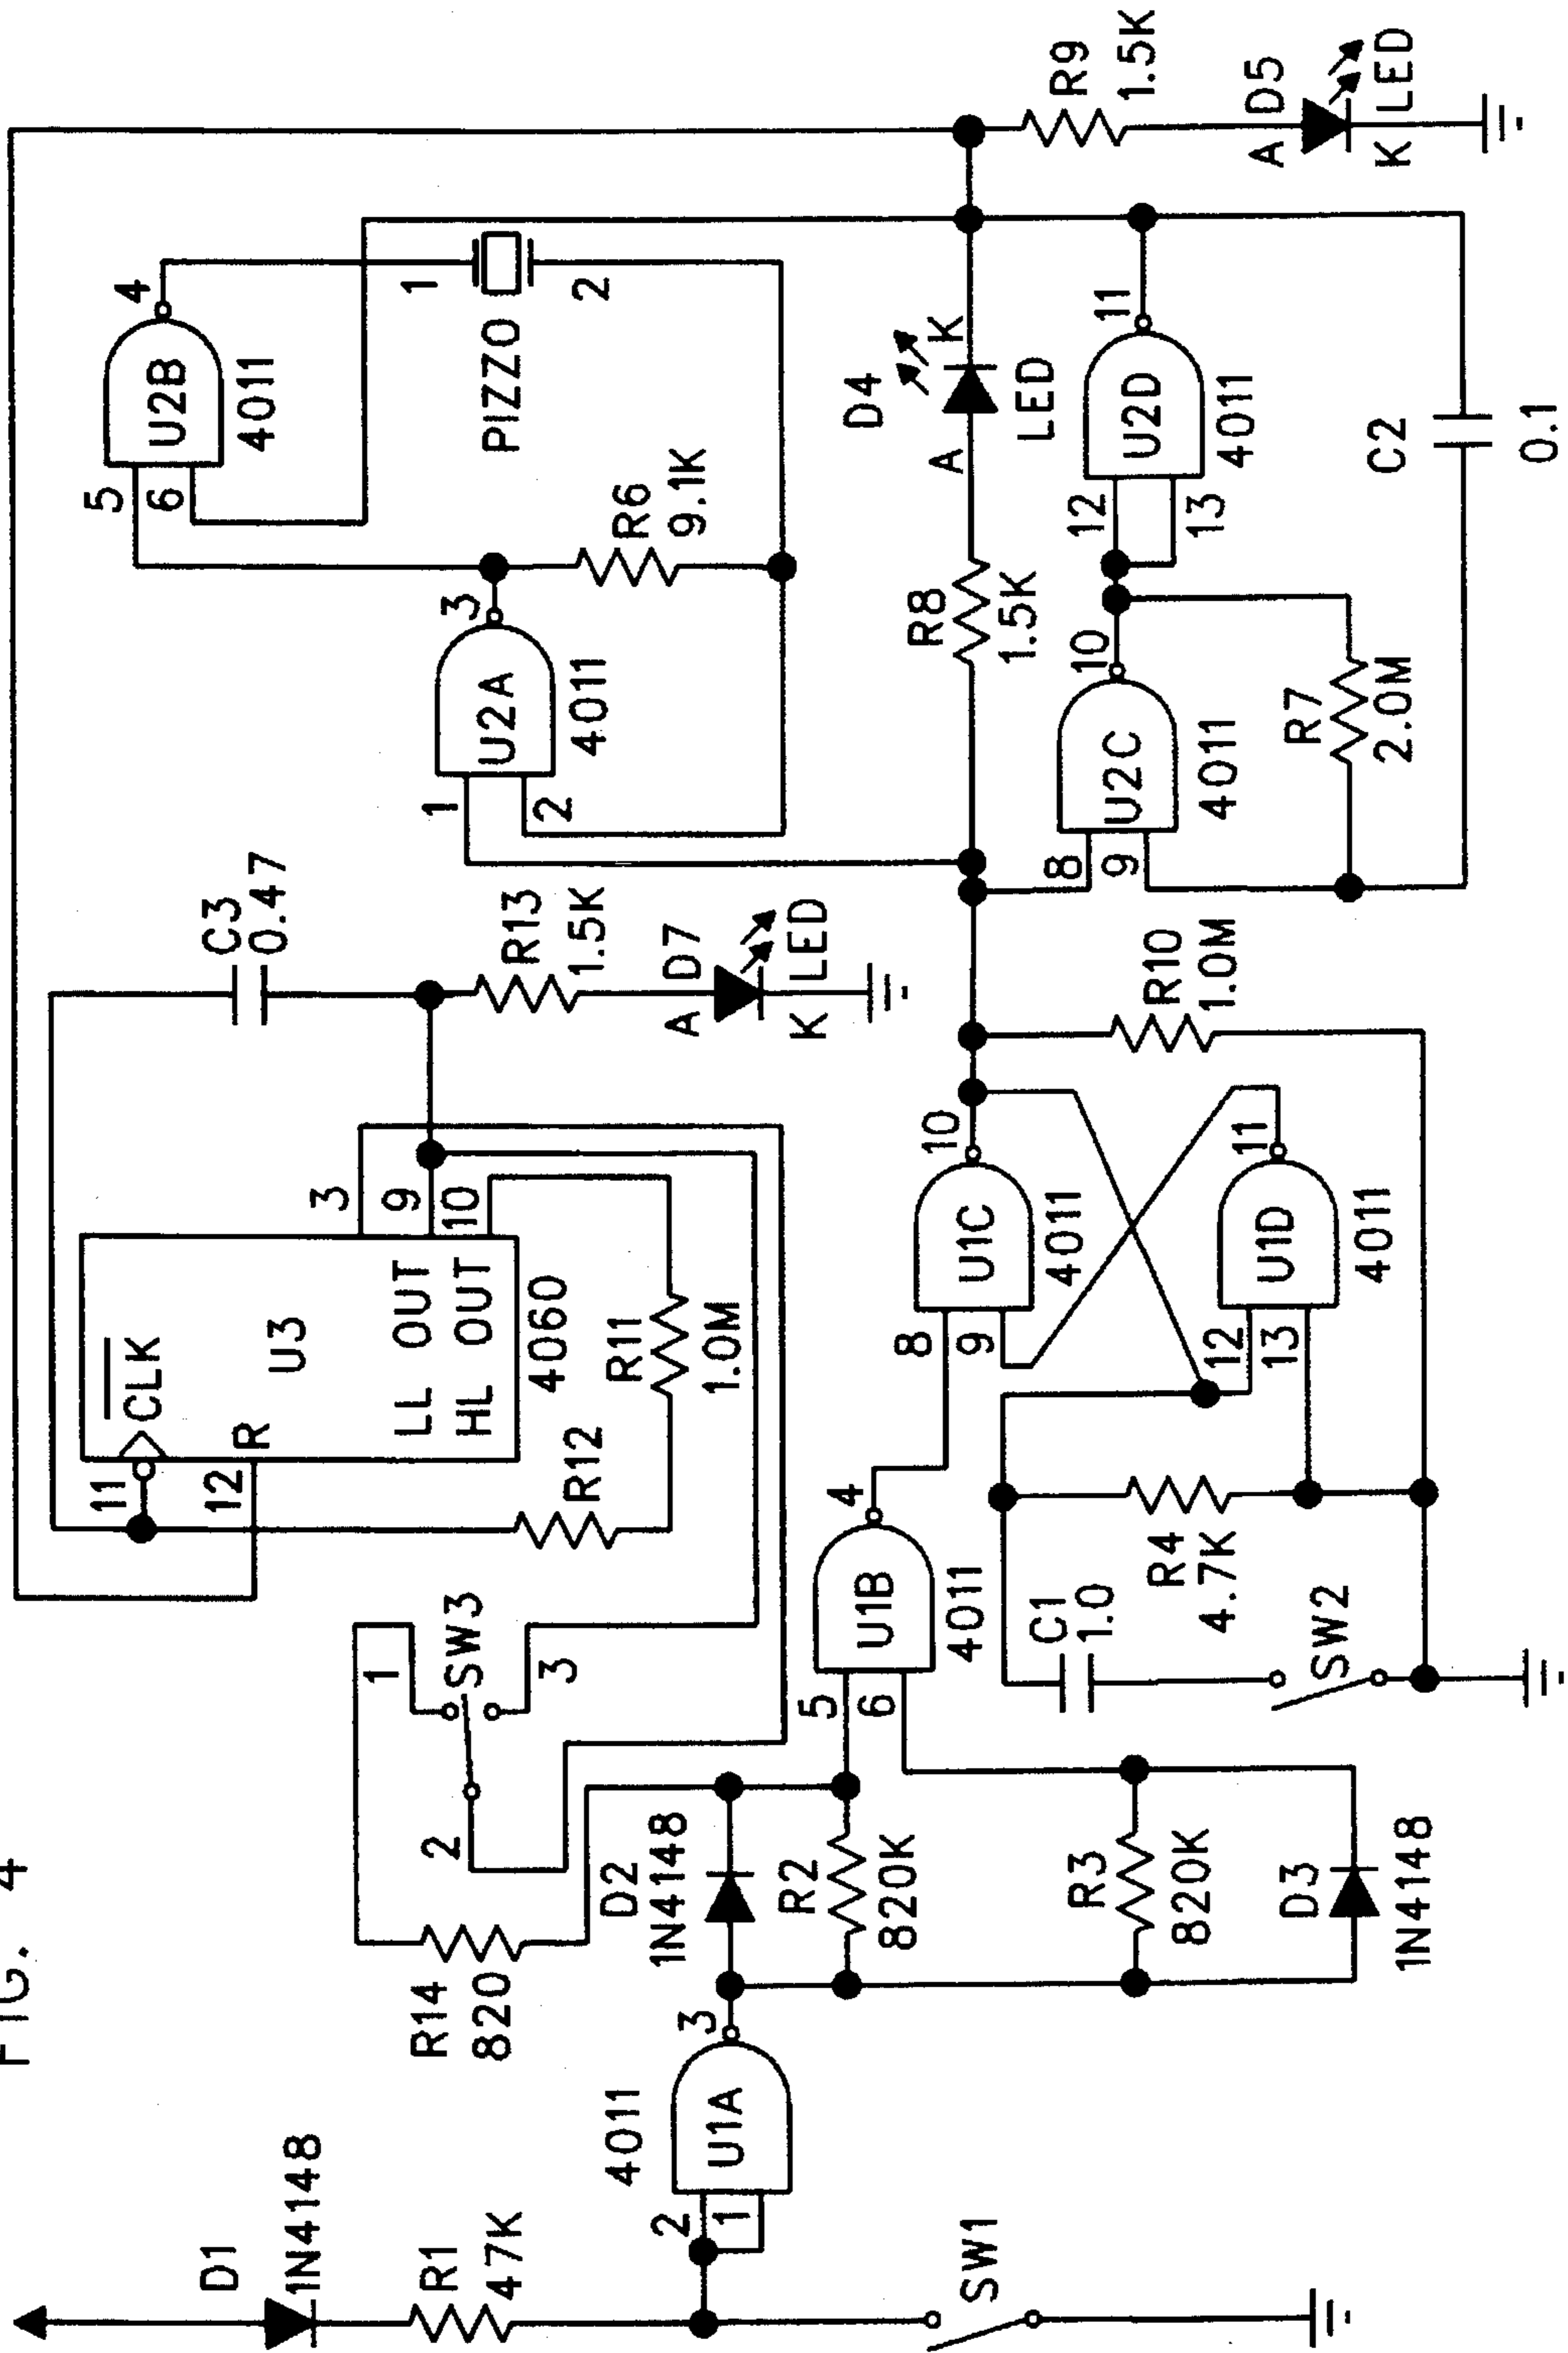 FIG. 4
D1
1N4148
R1
47K
SW1
2
1
4011
U1A
3
R14
820
SW3
1
2
3
D2
1N4148
R2
820K
R3
820K
D3
1N4148
5
6
U1B
4011
4
C1
1.0
R4
4.7K
SW2
11
12
CLK
R
U3
LL OUT
HL OUT
4060
3
9
10
R12
R11
1.0M
C3
0.47
R13
1.5K
A
D7
K
LED
8
9
U1C
4011
10
12
13
U1D
4011
11
R10
1.0M
1
2
U2A
4011
3
R6
9.1K
5
6
U2B
4011
4
PIZZO
1
2
R8
1.5K
D4
A
K
LED
8
9
U2C
4011
10
R7
2.0M
12
13
U2D
4011
11
C2
0.1
R9
1.5K
A
D5
K
LED